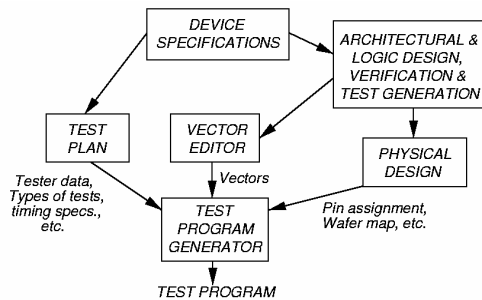 DEVICE
SPECIFICATIONS
ARCHITECTURAL &
LOGIC DESIGN,
VERIFICATION &
TEST GENERATION
TEST
PLAN
VECTOR
EDITOR
PHYSICAL
DESIGN
Tester data,
Types of tests,
timing specs.,
etc.
Vectors
TEST
PROGRAM
GENERATOR
Pin assignment,
Wafer map, etc.
TEST PROGRAM